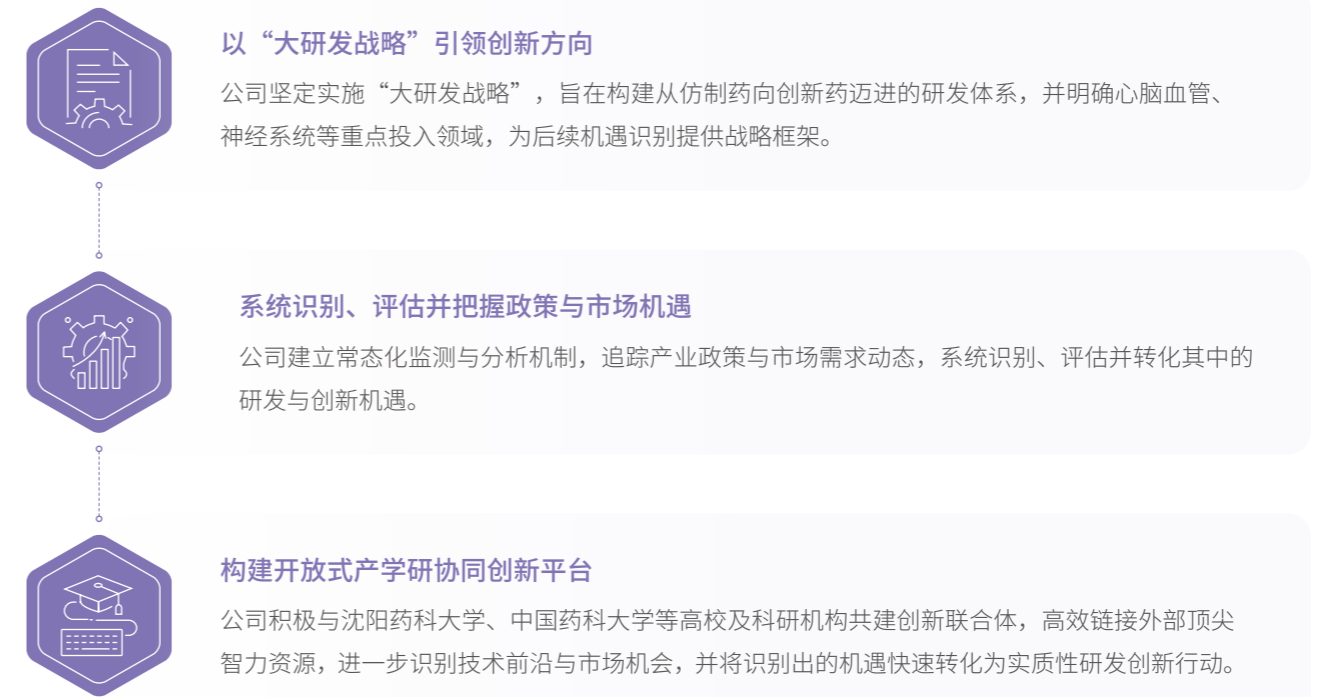 以“大研发战略”引领创新方向
公司坚定实施“大研发战略”，旨在构建从仿制药向创新药迈进的研发体系，并明确心脑血管、
神经系统等重点投入领域，为后续机遇识别提供战略框架。
系统识别、评估并把握政策与市场机遇
公司建立常态化监测与分析机制，追踪产业政策与市场需求动态，系统识别、评估并转化其中的
研发与创新机遇。
构建开放式产学研协同创新平台
公司积极与沈阳药科大学、中国药科大学等高校及科研机构共建创新联合体，高效链接外部顶尖
智力资源，进一步识别技术前沿与市场机会，并将识别出的机遇快速转化为实质性研发创新行动。